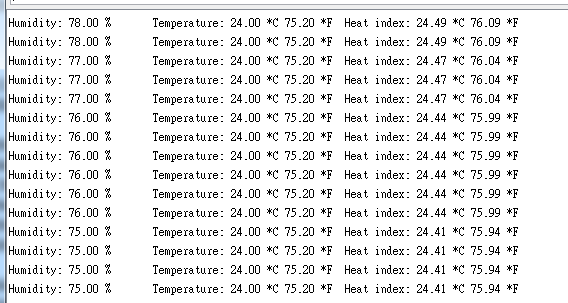 Humidity: 78.00 % Temperature: 24.00 *C 75.20 *F Heat index: 24.49 *C 76.09 *F
Humidity: 78.00 % Temperature: 24.00 *C 75.20 *F Heat index: 24.49 *C 76.09 *F
Humidity: 77.00 % Temperature: 24.00 *C 75.20 *F Heat index: 24.47 *C 76.04 *F
Humidity: 77.00 % Temperature: 24.00 *C 75.20 *F Heat index: 24.47 *C 76.04 *F
Humidity: 77.00 % Temperature: 24.00 *C 75.20 *F Heat index: 24.47 *C 76.04 *F
Humidity: 76.00 % Temperature: 24.00 *C 75.20 *F Heat index: 24.44 *C 75.99 *F
Humidity: 76.00 % Temperature: 24.00 *C 75.20 *F Heat index: 24.44 *C 75.99 *F
Humidity: 76.00 % Temperature: 24.00 *C 75.20 *F Heat index: 24.44 *C 75.99 *F
Humidity: 76.00 % Temperature: 24.00 *C 75.20 *F Heat index: 24.44 *C 75.99 *F
Humidity: 76.00 % Temperature: 24.00 *C 75.20 *F Heat index: 24.44 *C 75.99 *F
Humidity: 76.00 % Temperature: 24.00 *C 75.20 *F Heat index: 24.44 *C 75.99 *F
Humidity: 75.00 % Temperature: 24.00 *C 75.20 *F Heat index: 24.41 *C 75.94 *F
Humidity: 75.00 % Temperature: 24.00 *C 75.20 *F Heat index: 24.41 *C 75.94 *F
Humidity: 75.00 % Temperature: 24.00 *C 75.20 *F Heat index: 24.41 *C 75.94 *F
Humidity: 75.00 % Temperature: 24.00 *C 75.20 *F Heat index: 24.41 *C 75.94 *F